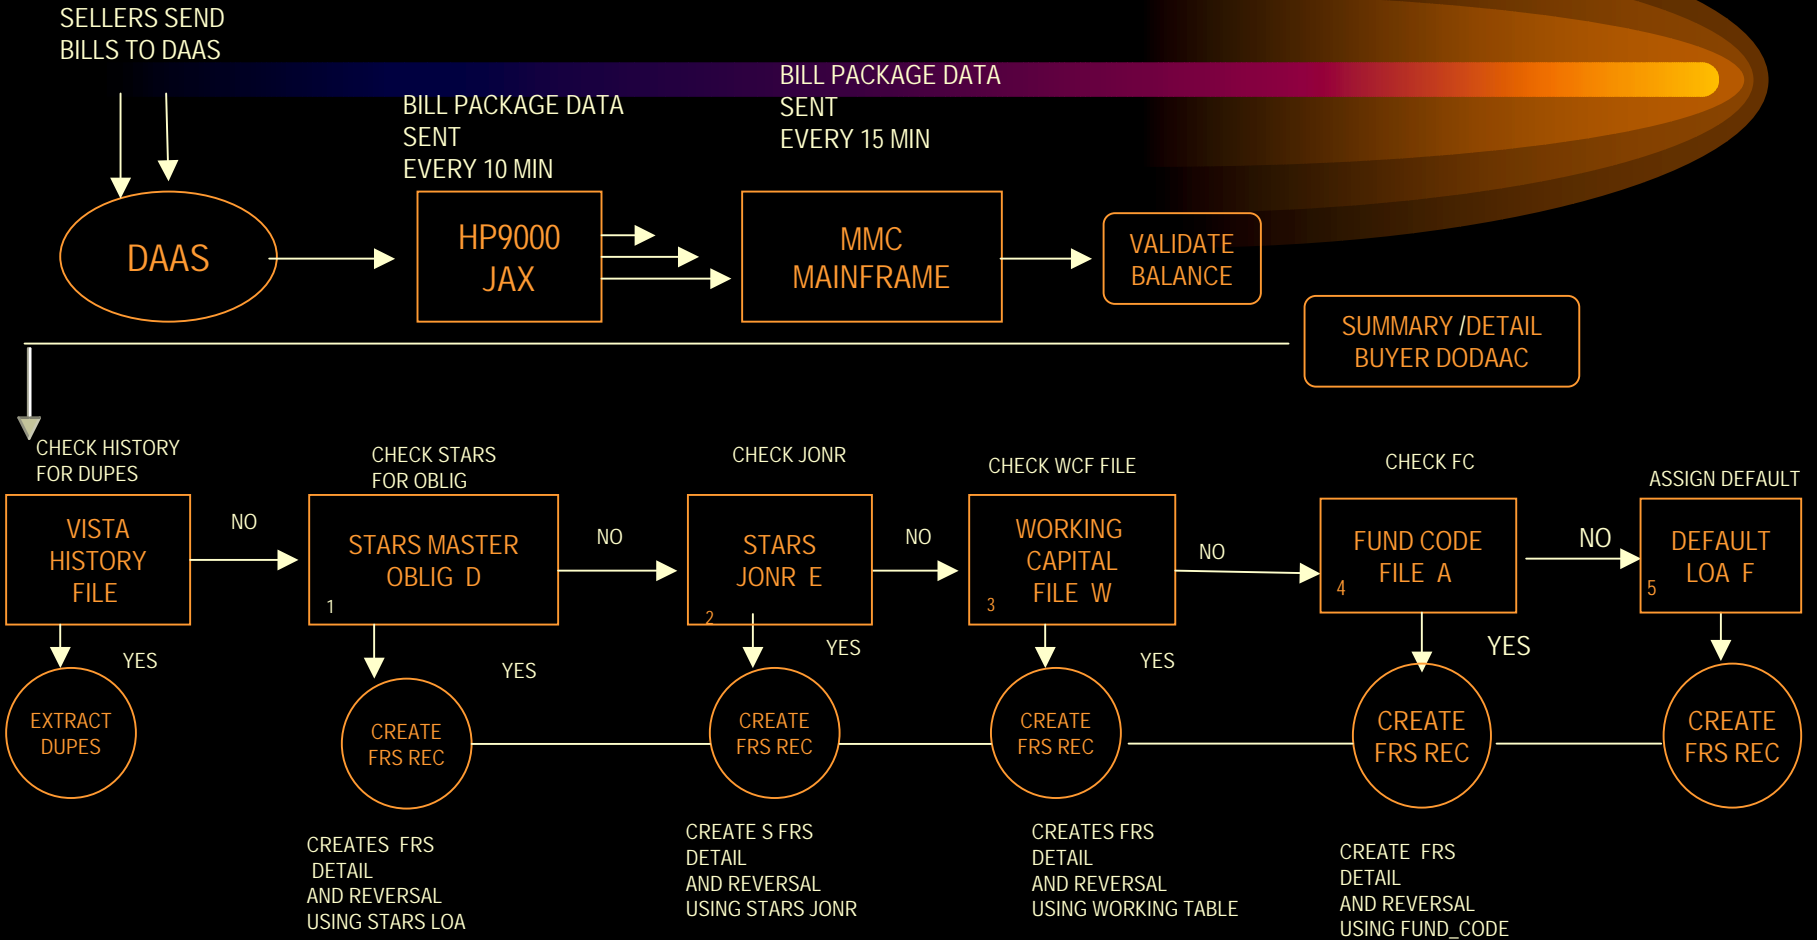 SELLERS SEND
BILLS TO DAAS
BILL PACKAGE DATA
SENT
EVERY 10 MIN
BILL PACKAGE DATA
SENT
EVERY 15 MIN
DAAS
HP9000
JAX
MMC
MAINFRAME
VALIDATE
BALANCE
SUMMARY /DETAIL
BUYER DODAAC
CHECK HISTORY
FOR DUPES
CHECK STARS
FOR OBLIG
CHECK JONR
CHECK WCF FILE
CHECK FC
ASSIGN DEFAULT
VISTA
HISTORY
FILE
NO
STARS MASTER
OBLIG D
1
NO
STARS
JONR E
2
NO
WORKING
CAPITAL
FILE W
3
NO
FUND CODE
FILE A
4
NO
DEFAULT
LOA F
5
YES
YES
YES
YES
YES
EXTRACT
DUPES
CREATE
FRS REC
CREATE
FRS REC
CREATE
FRS REC
CREATE
FRS REC
CREATE
FRS REC
CREATES FRS
DETAIL
AND REVERSAL
USING STARS LOA
CREATE S FRS
DETAIL
AND REVERSAL
USING STARS JONR
CREATES FRS
DETAIL
AND REVERSAL
USING WORKING TABLE
CREATE FRS
DETAIL
AND REVERSAL
USING FUND_CODE